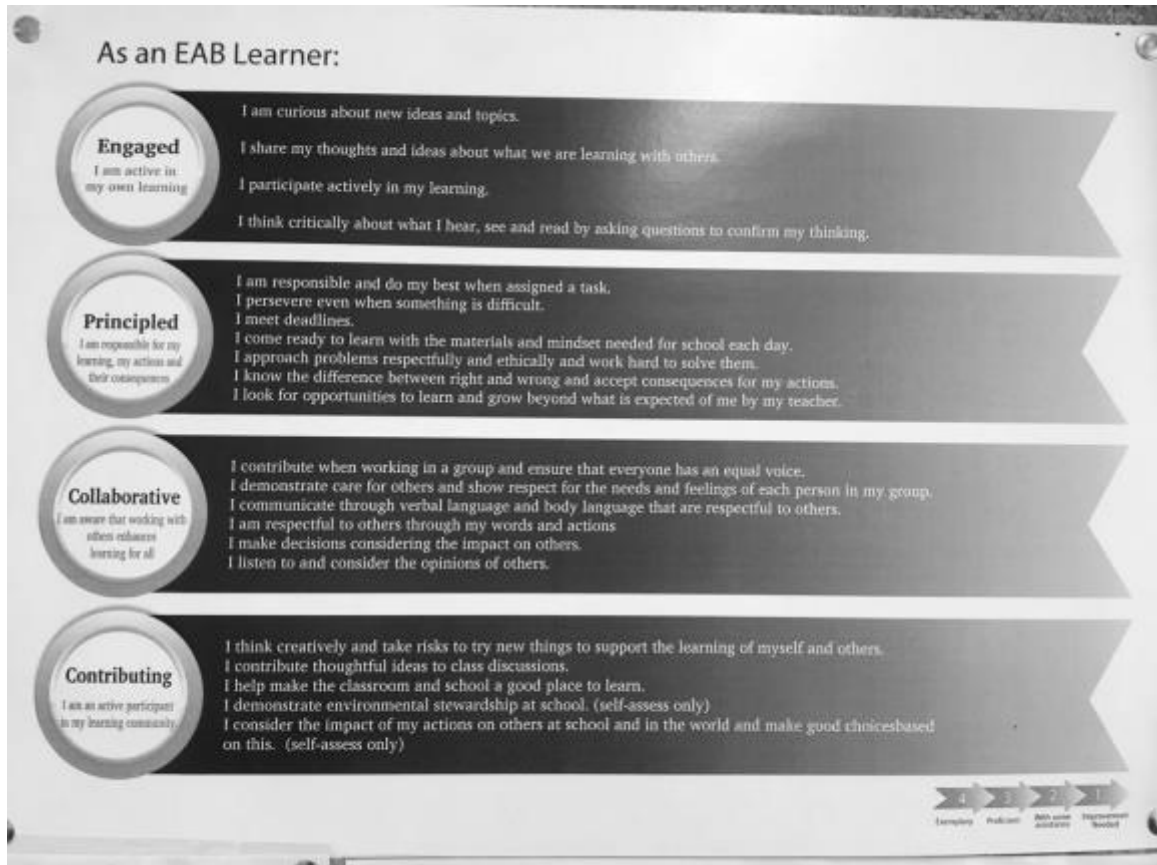 As an EAB Learner:
Engaged
I am active in
my own learning
I am curious about new ideas and topics.
I share my thoughts and ideas about what we are learning with others.
I participate actively in my learning.
I think critically about what I hear, see and read by asking questions to confirm my thinking.
Principled
I am responsible for my
learning, my actions and
their consequences
I am responsible and do my best when assigned a task.
I persevere even when something is difficult.
I meet deadlines.
I come ready to learn with the materials and mindset needed for school each day.
I approach problems respectfully and ethically and work hard to solve them.
I know the difference between right and wrong and accept consequences for my actions.
I look for opportunities to learn and grow beyond what is expected of me by my teacher.
Collaborative
I am aware that working with
others enhances
learning for all
I contribute when working in a group and ensure that everyone has an equal voice.
I demonstrate care for others and show respect for the needs and feelings of each person in my group.
I communicate through verbal language and body language that are respectful to others.
I am respectful to others through my words and actions
I make decisions considering the impact on others.
I listen to and consider the opinions of others.
Contributing
I am an active participant
in my learning community
I think creatively and take risks to try new things to support the learning of myself and others.
I contribute thoughtful ideas to class discussions.
I help make the classroom and school a good place to learn.
I demonstrate environmental stewardship at school. (self-assess only)
I consider the impact of my actions on others at school and in the world and make good choicesbased
on this. (self-assess only)
4 3 2 1
Exemplary Proficient With some assistance Improvement Needed